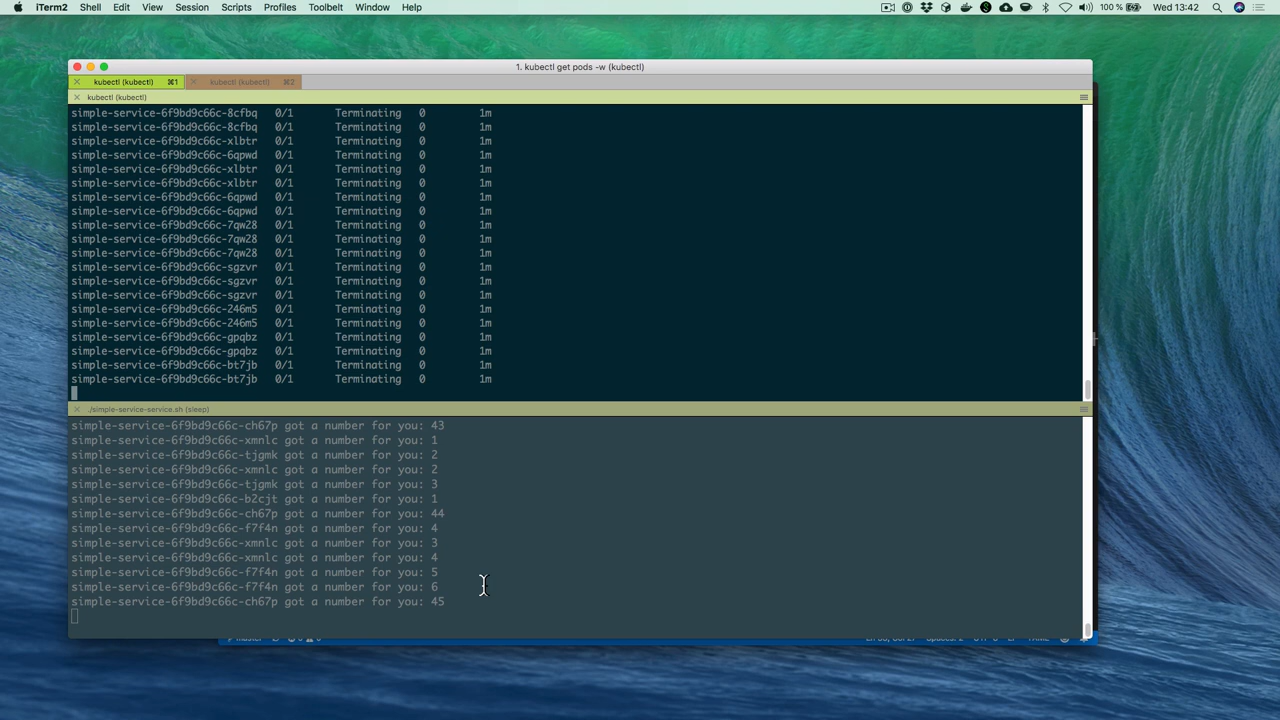 iTerm2 Shell Edit View Session Scripts Profiles Toolbelt Window Help 100 % Wed 13:42
1. kubectl get pods -w (kubectl)
kubectl (kubectl) ⌘1 kubectl (kubectl) ⌘2
kubectl (kubectl)
simple-service-6f9bd9c66c-8cfbq 0/1 Terminating 0 1m
simple-service-6f9bd9c66c-8cfbq 0/1 Terminating 0 1m
simple-service-6f9bd9c66c-xlbtr 0/1 Terminating 0 1m
simple-service-6f9bd9c66c-6qpwd 0/1 Terminating 0 1m
simple-service-6f9bd9c66c-xlbtr 0/1 Terminating 0 1m
simple-service-6f9bd9c66c-xlbtr 0/1 Terminating 0 1m
simple-service-6f9bd9c66c-6qpwd 0/1 Terminating 0 1m
simple-service-6f9bd9c66c-6qpwd 0/1 Terminating 0 1m
simple-service-6f9bd9c66c-7qw28 0/1 Terminating 0 1m
simple-service-6f9bd9c66c-7qw28 0/1 Terminating 0 1m
simple-service-6f9bd9c66c-7qw28 0/1 Terminating 0 1m
simple-service-6f9bd9c66c-sgzvr 0/1 Terminating 0 1m
simple-service-6f9bd9c66c-sgzvr 0/1 Terminating 0 1m
simple-service-6f9bd9c66c-sgzvr 0/1 Terminating 0 1m
simple-service-6f9bd9c66c-246m5 0/1 Terminating 0 1m
simple-service-6f9bd9c66c-246m5 0/1 Terminating 0 1m
simple-service-6f9bd9c66c-gpqbz 0/1 Terminating 0 1m
simple-service-6f9bd9c66c-gpqbz 0/1 Terminating 0 1m
simple-service-6f9bd9c66c-bt7jb 0/1 Terminating 0 1m
simple-service-6f9bd9c66c-bt7jb 0/1 Terminating 0 1m
./simple-service-service.sh (sleep)
simple-service-6f9bd9c66c-ch67p got a number for you: 43
simple-service-6f9bd9c66c-xmnlc got a number for you: 1
simple-service-6f9bd9c66c-tjgmk got a number for you: 2
simple-service-6f9bd9c66c-xmnlc got a number for you: 2
simple-service-6f9bd9c66c-tjgmk got a number for you: 3
simple-service-6f9bd9c66c-b2cjt got a number for you: 1
simple-service-6f9bd9c66c-ch67p got a number for you: 44
simple-service-6f9bd9c66c-f7f4n got a number for you: 4
simple-service-6f9bd9c66c-xmnlc got a number for you: 3
simple-service-6f9bd9c66c-xmnlc got a number for you: 4
simple-service-6f9bd9c66c-f7f4n got a number for you: 5
simple-service-6f9bd9c66c-f7f4n got a number for you: 6
simple-service-6f9bd9c66c-ch67p got a number for you: 45